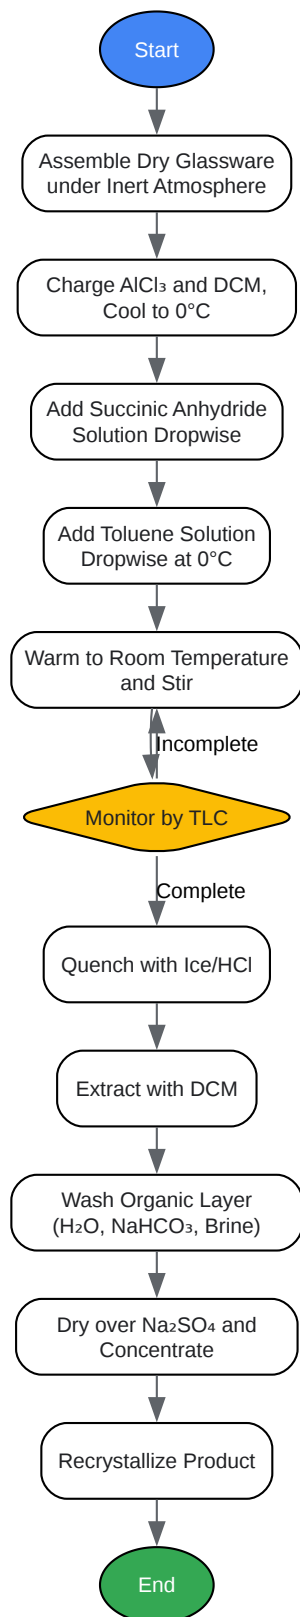 Start
Assemble Dry Glassware
under Inert Atmosphere
Charge AlCl₃ and DCM,
Cool to 0°C
Add Succinic Anhydride
Solution Dropwise
Add Toluene Solution
Dropwise at 0°C
Warm to Room Temperature
and Stir
Incomplete
Monitor by TLC
Complete
Quench with Ice/HCl
Extract with DCM
Wash Organic Layer
(H₂O, NaHCO₃, Brine)
Dry over Na₂SO₄ and
Concentrate
Recrystallize Product
End